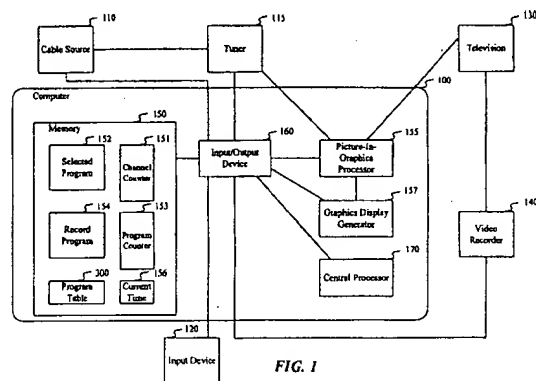 110
Cable Source
115
Tuner
130
Television
100
Computer
150
Memory
152
Selected Program
151
Channel Counter
160
Input/Output Device
155
Picture-In-Graphics Processor
154
Record Program
153
Program Counter
157
Graphics Display Generator
140
Video Recorder
300
Program Table
156
Current Time
170
Central Processor
120
Input Device
FIG. 1